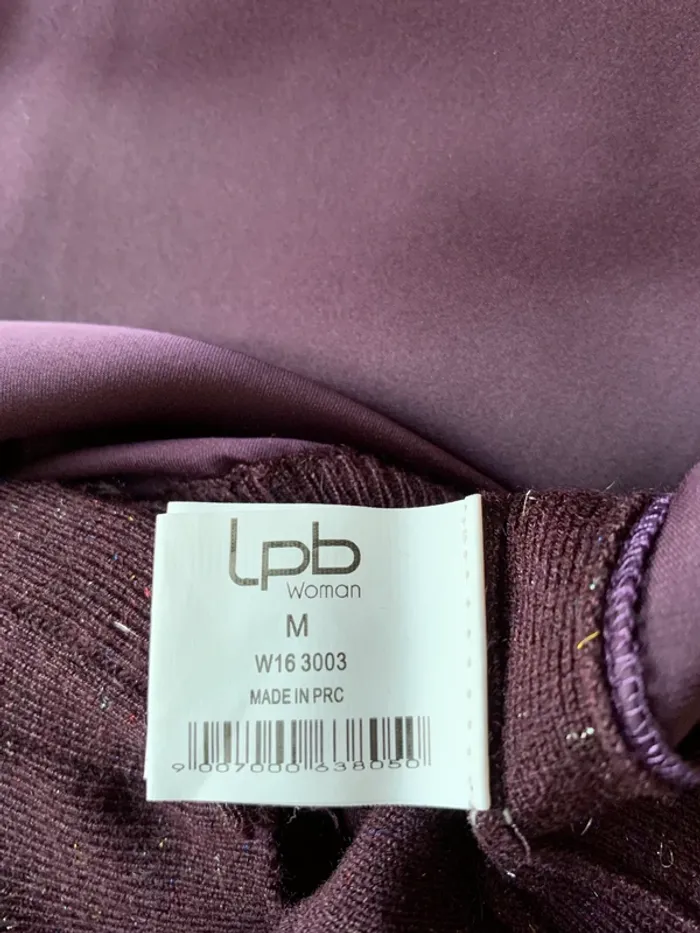 lpb
Woman
M
W16 3003
MADE IN PRC
9 007000 638050